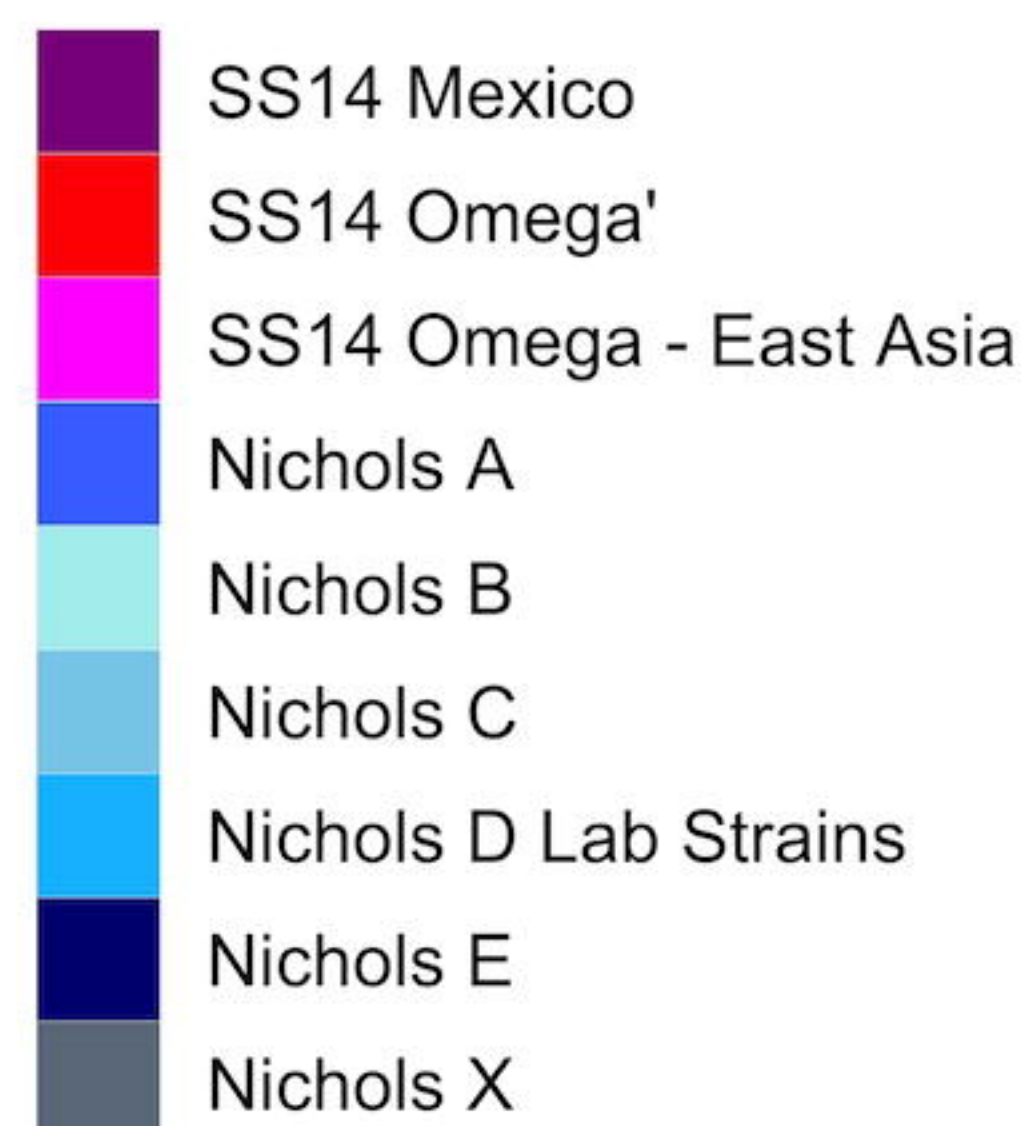 SS14 Mexico
SS14 Omega'
SS14 Omega - East Asia
Nichols A
Nichols B
Nichols C
Nichols D Lab Strains
Nichols E
Nichols X